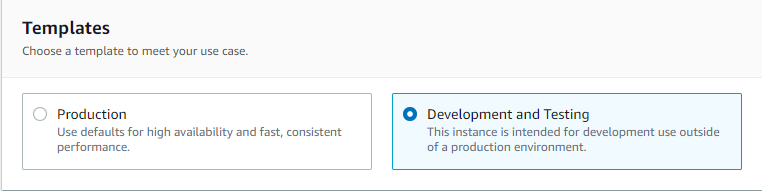 Templates
Choose a template to meet your use case.
Production
Use defaults for high availability and fast, consistent
performance.
Development and Testing
This instance is intended for development use outside
of a production environment.